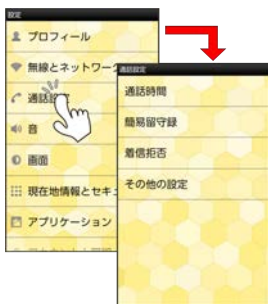 設定
プロフィール
無線とネットワーク
通話設定
音
画面
現在地情報とセキ
アプリケーション
通話設定
通話時間
簡易留守録
着信拒否
その他の設定